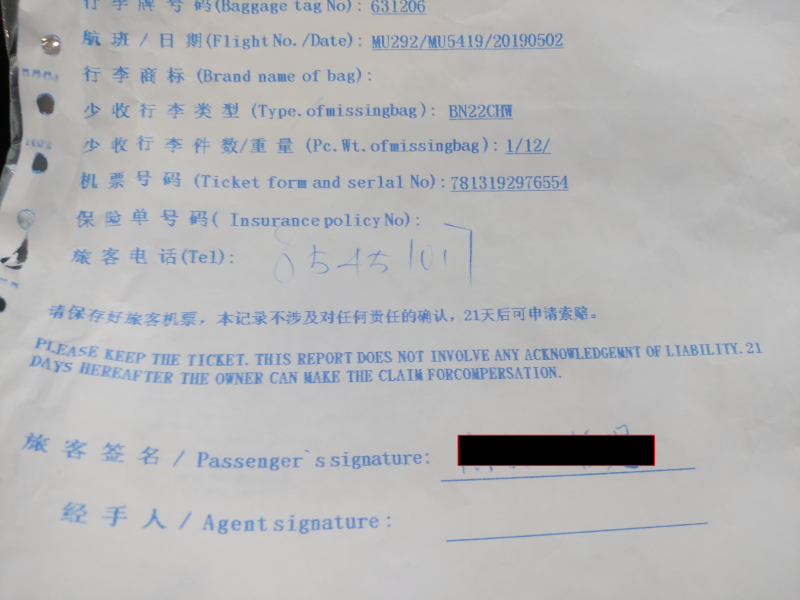 行李牌号码(Baggage tag No): 631206
航班/日期(Flight No./Date): MU292/MU5419/20190502
行李商标 (Brand name of bag):
少收行李类型 (Type. of missingbag): BN22CHW
少收行李件数/重量 (Pc. Wt. of missingbag): 1/12/
机票号码 (Ticket form and serlal No): 7813192976554
保险单号码( Insurance policy No):
旅客电话(Tel): 85451017
请保存好旅客机票，本记录不涉及对任何责任的确认，21天后可申请索赔。
PLEASE KEEP THE TICKET. THIS REPORT DOES NOT INVOLVE ANY ACKNOWLEDGEMNT OF LIABILITY. 21
DAYS HEREAFTER THE OWNER CAN MAKE THE CLAIM FORCOMPERSATION.
旅客签名 / Passenger`s signature:
经手人 / Agent signature: